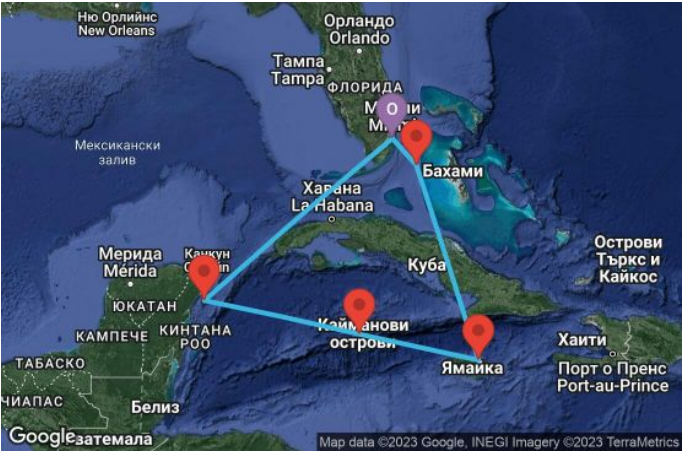 Ню Орлийнс
New Orleans
Орландо
Orlando
Тампа
Tampa
ФЛОРИДА
O
Мексикански
залив
Бахами
Хавана
La Habana
Мерида
Mérida
Канкун
Куба
Острови
Търкс и
Кайкос
ЮКАТАН
КАМПЕЧЕ
КИНТАНА
РОО
Кайманови
острови
Ямайка
Хаити
Порт о Пренс
Port-au-Prince
ТАБАСКО
ЧИАПАС
Белиз
Google
ватемала
Map data ©2023 Google, INEGI Imagery ©2023 TerraMetrics